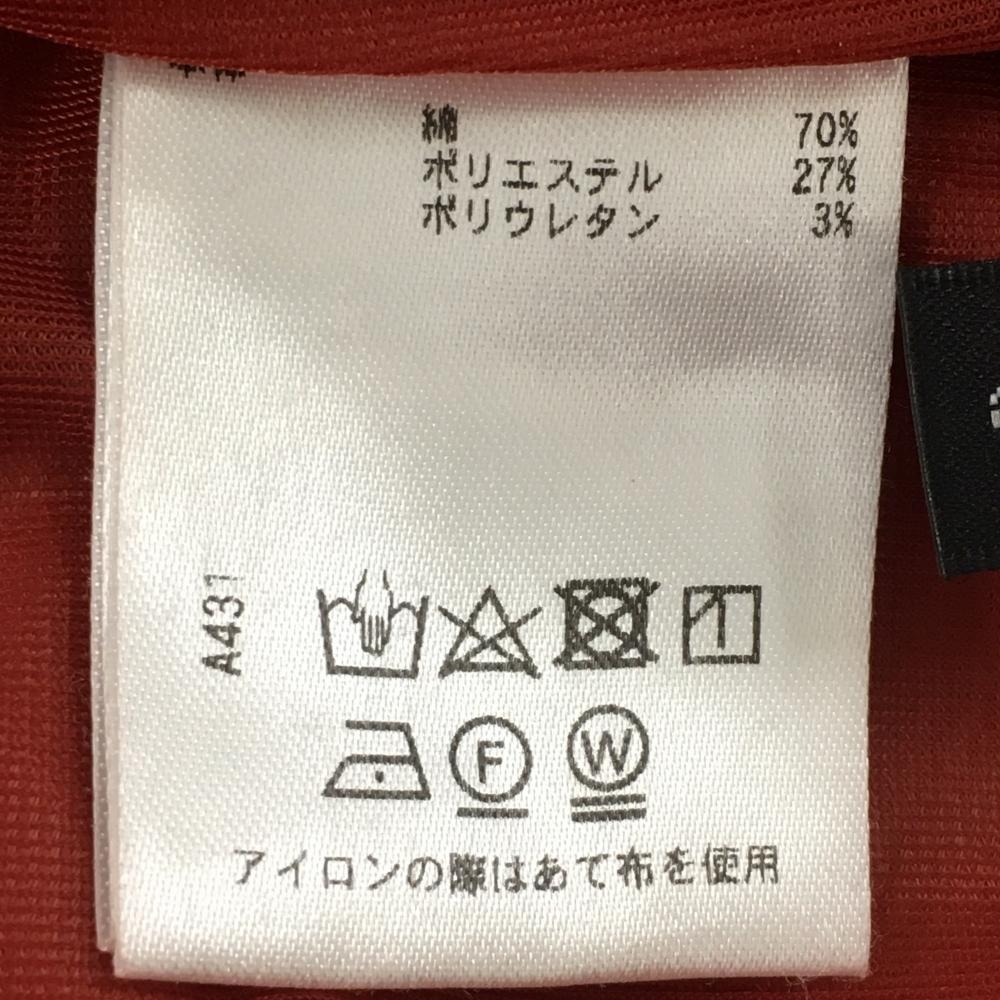 綿 70%
ポリエステル 27%
ポリウレタン 3%
A431
F W
アイロンの際はあて布を使用